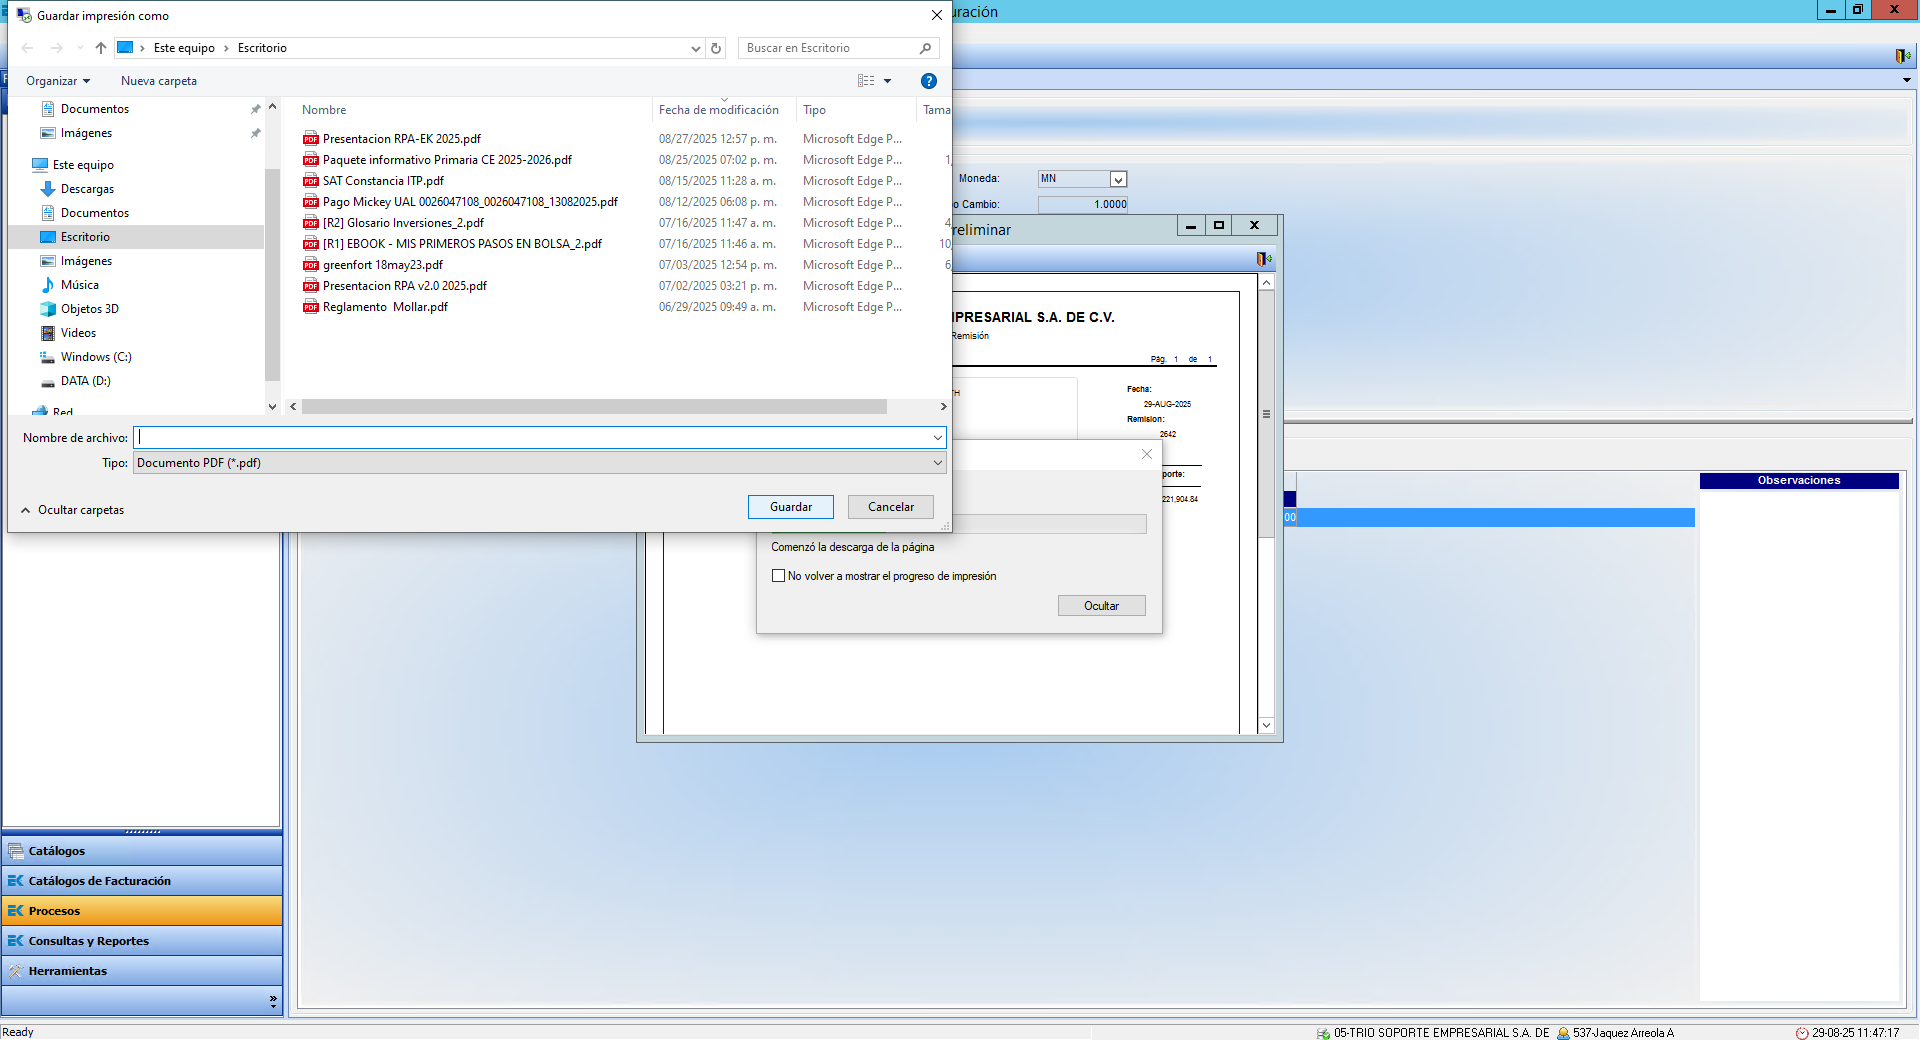 Guardar impresión como
uración
Este equipo › Escritorio
Buscar en Escritorio
Organizar
Nueva carpeta
Documentos
Imágenes
Este equipo
Descargas
Documentos
Escritorio
Imágenes
Música
Objetos 3D
Videos
Windows (C:)
DATA (D:)
Red
Nombre Fecha de modificación Tipo Tama
Presentacion RPA-EK 2025.pdf 08/27/2025 12:57 p. m. Microsoft Edge P...
Paquete informativo Primaria CE 2025-2026.pdf 08/25/2025 07:02 p. m. Microsoft Edge P... 1,
SAT Constancia ITP.pdf 08/15/2025 11:28 a. m. Microsoft Edge P...
Pago Mickey UAL 0026047108_0026047108_13082025.pdf 08/12/2025 06:08 p. m. Microsoft Edge P...
[R2] Glosario Inversiones_2.pdf 07/16/2025 11:47 a. m. Microsoft Edge P... 4,
[R1] EBOOK - MIS PRIMEROS PASOS EN BOLSA_2.pdf 07/16/2025 11:46 a. m. Microsoft Edge P... 10,
greenfort 18may23.pdf 07/03/2025 12:54 p. m. Microsoft Edge P... 6,
Presentacion RPA v2.0 2025.pdf 07/02/2025 03:21 p. m. Microsoft Edge P...
Reglamento  Mollar.pdf 06/29/2025 09:49 a. m. Microsoft Edge P...
Nombre de archivo:
Tipo: Documento PDF (*.pdf)
Ocultar carpetas
Guardar
Cancelar
Moneda: MN
o Cambio: 1.0000
reliminar
IPRESARIAL S.A. DE C.V.
Remisión
Pág. 1 de 1
TH
Fecha:
29-AUG-2025
Remision:
2642
porte:
221,904.84
Comenzó la descarga de la página
No volver a mostrar el progreso de impresión
Ocultar
00
Observaciones
Catálogos
EK Catálogos de Facturación
EK Procesos
EK Consultas y Reportes
Herramientas
»
Ready
05-TRIO SOPORTE EMPRESARIAL S.A. DE
537-Jaquez Arreola A
29-08-25 11:47:17